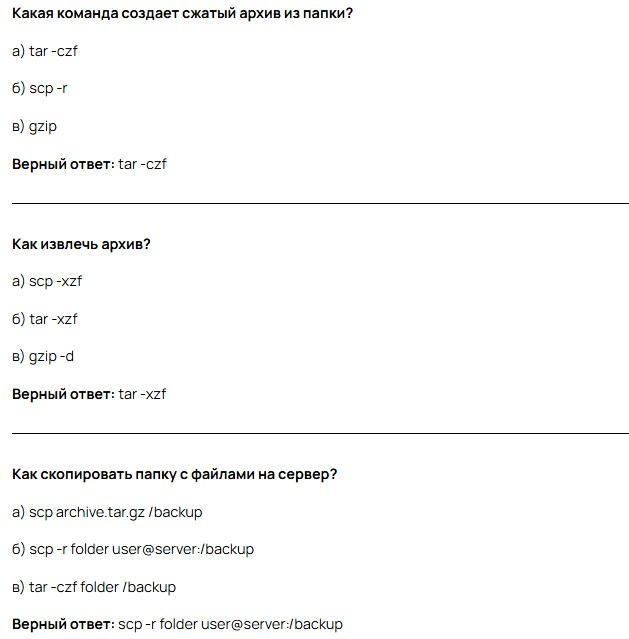 Какая команда создает сжатый архив из папки?
а) tar -czf
б) scp -r
в) gzip
Верный ответ: tar -czf
Как извлечь архив?
а) scp -xzf
б) tar -xzf
в) gzip -d
Верный ответ: tar -xzf
Как скопировать папку с файлами на сервер?
а) scp archive.tar.gz /backup
б) scp -r folder user@server:/backup
в) tar -czf folder /backup
Верный ответ: scp -r folder user@server:/backup